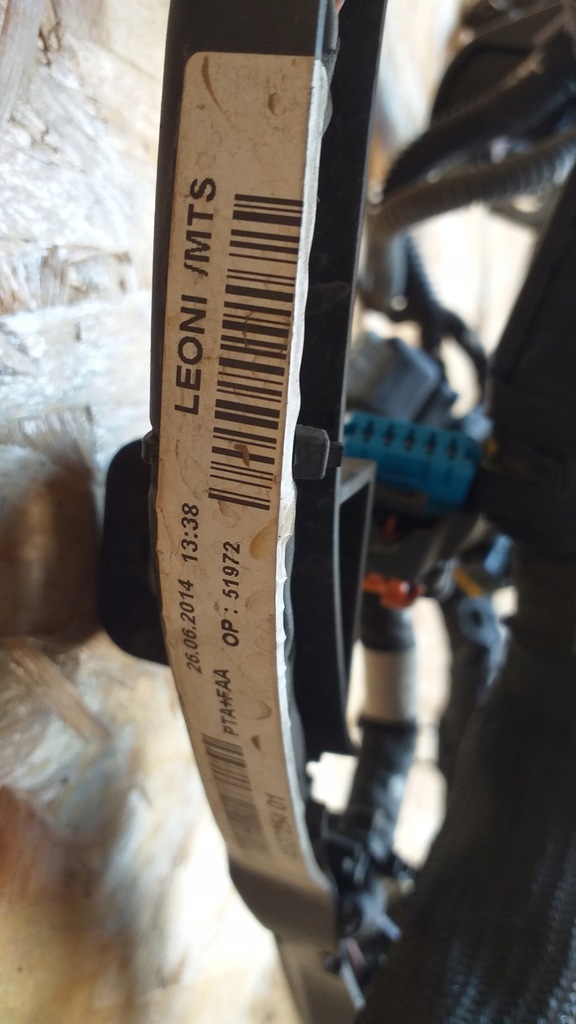 LEONI /MTS
26.06.2014 13:38
OP : 51972
PTA+FAA